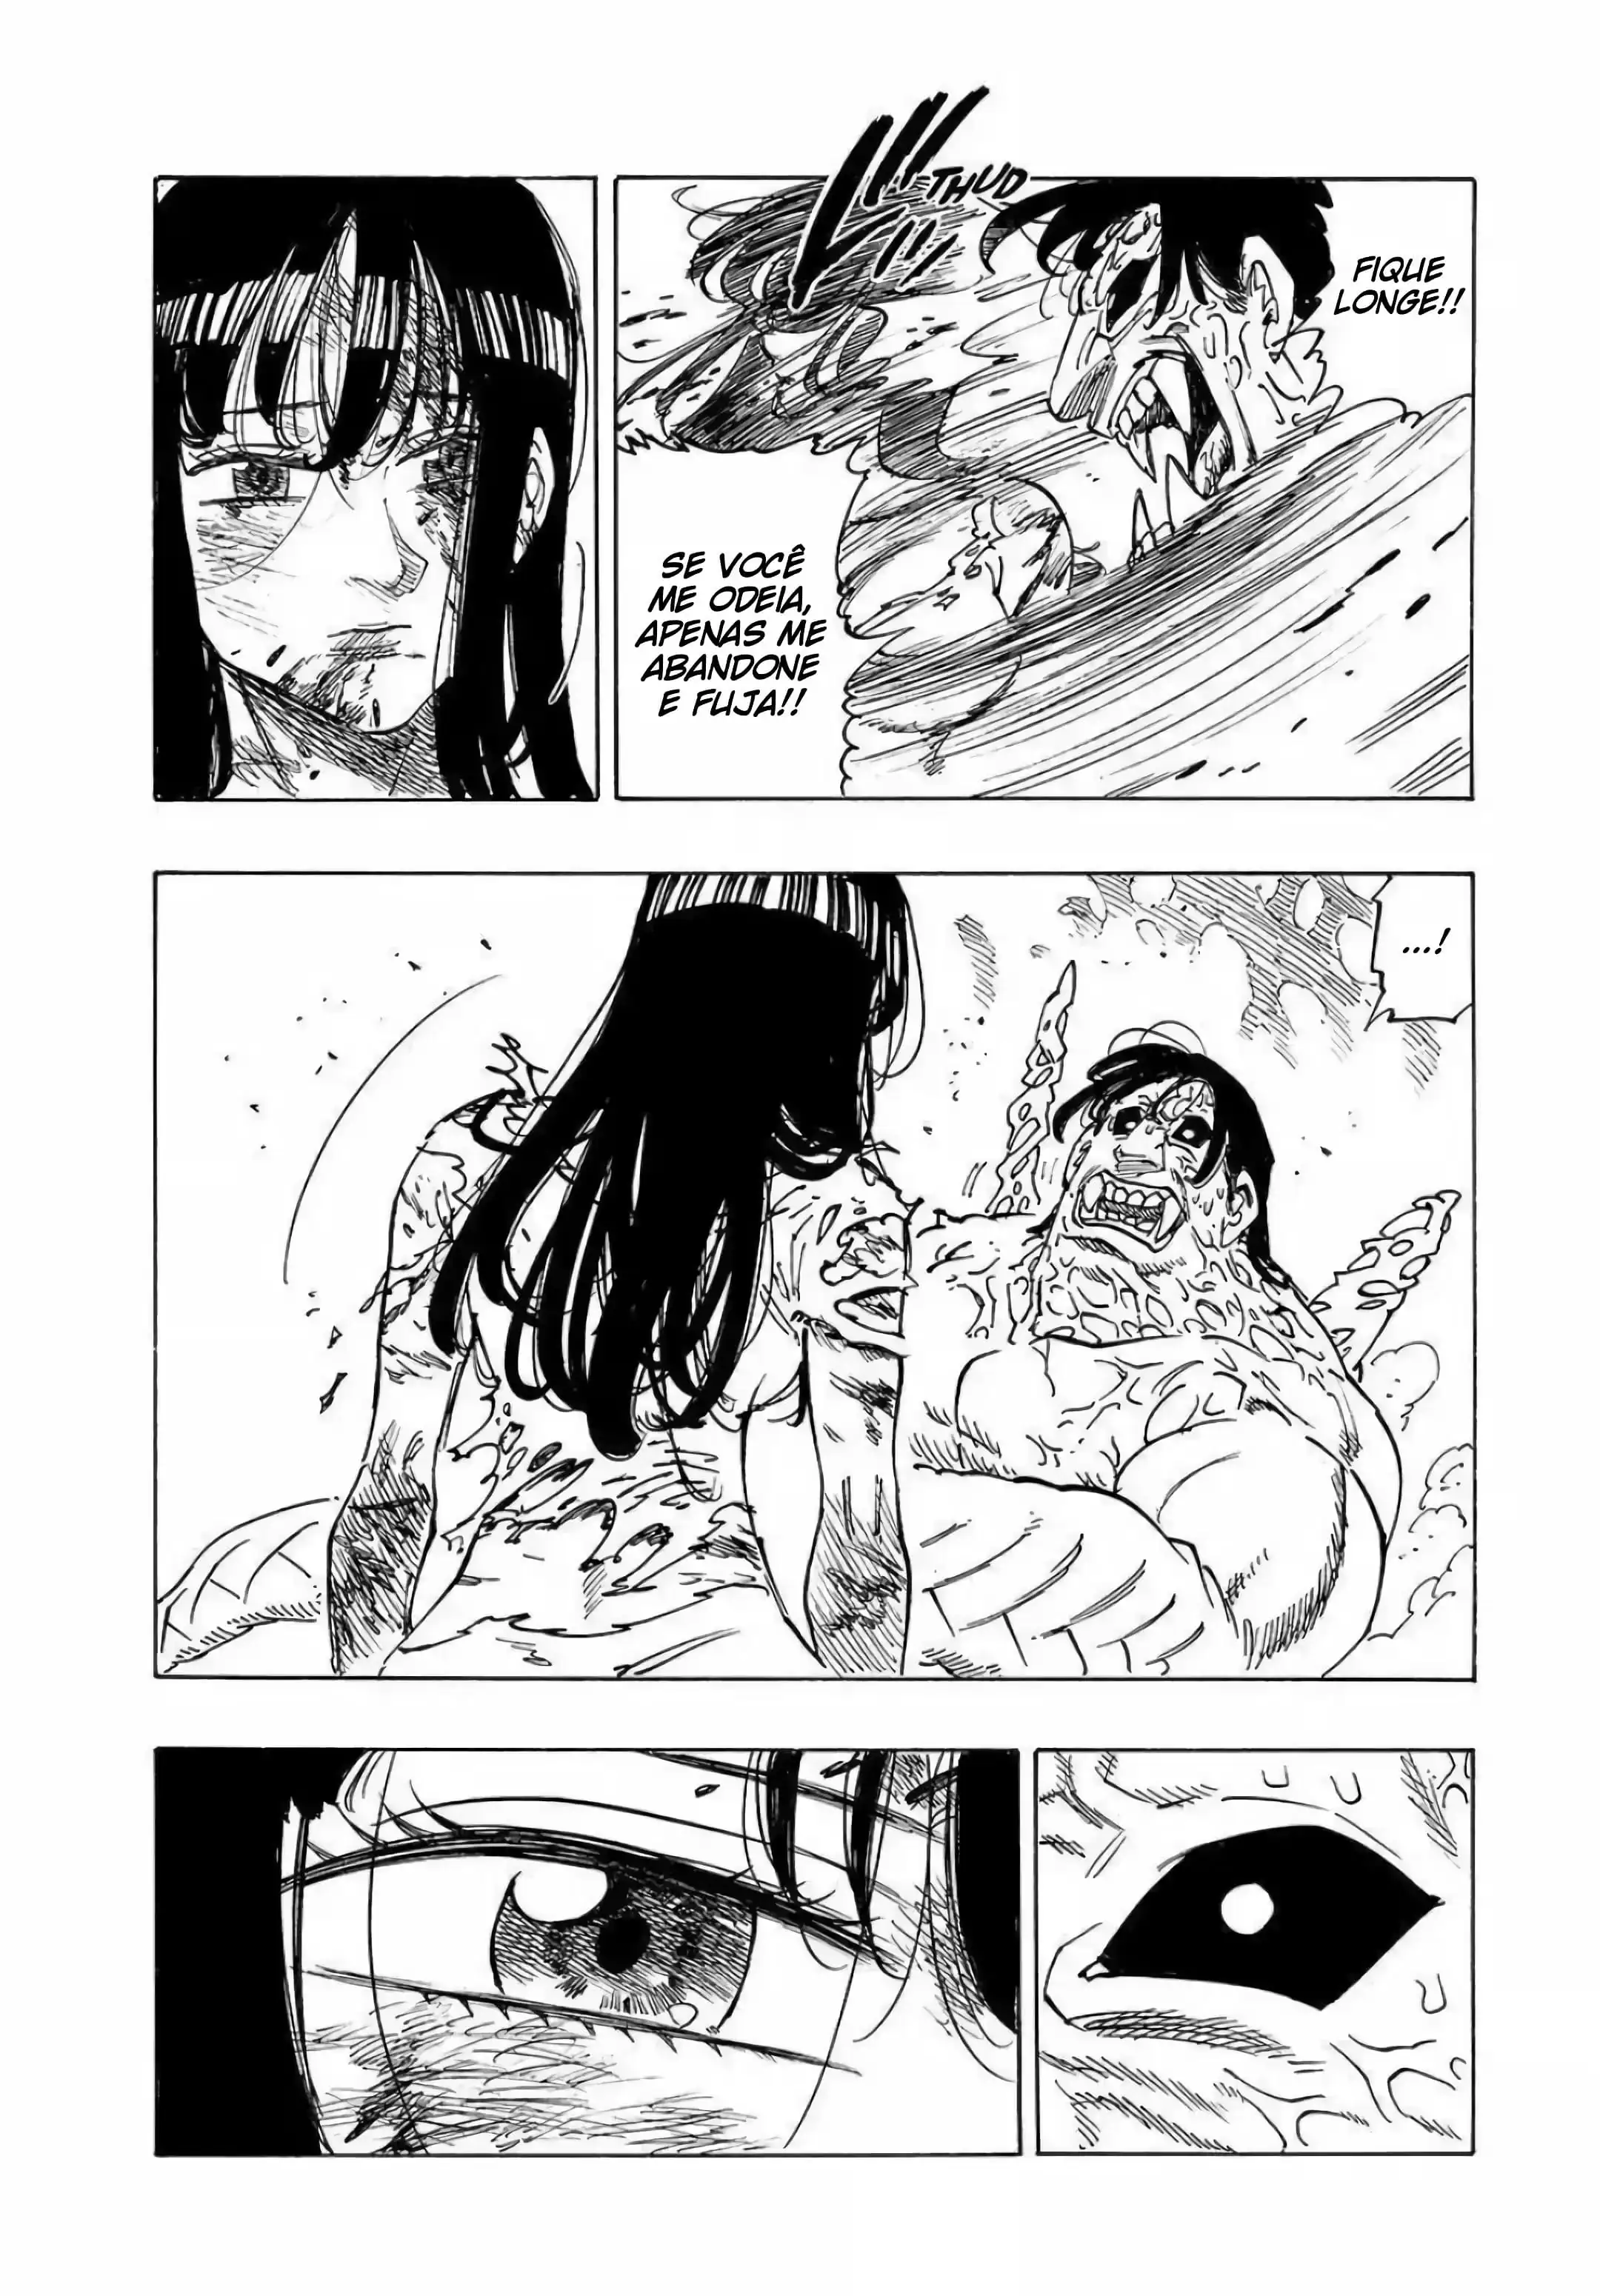 THUD
FIQUE
LONGE!!
SE VOCÊ
ME ODEIA,
APENAS ME
ABANDONE
E FUJA!!
...!